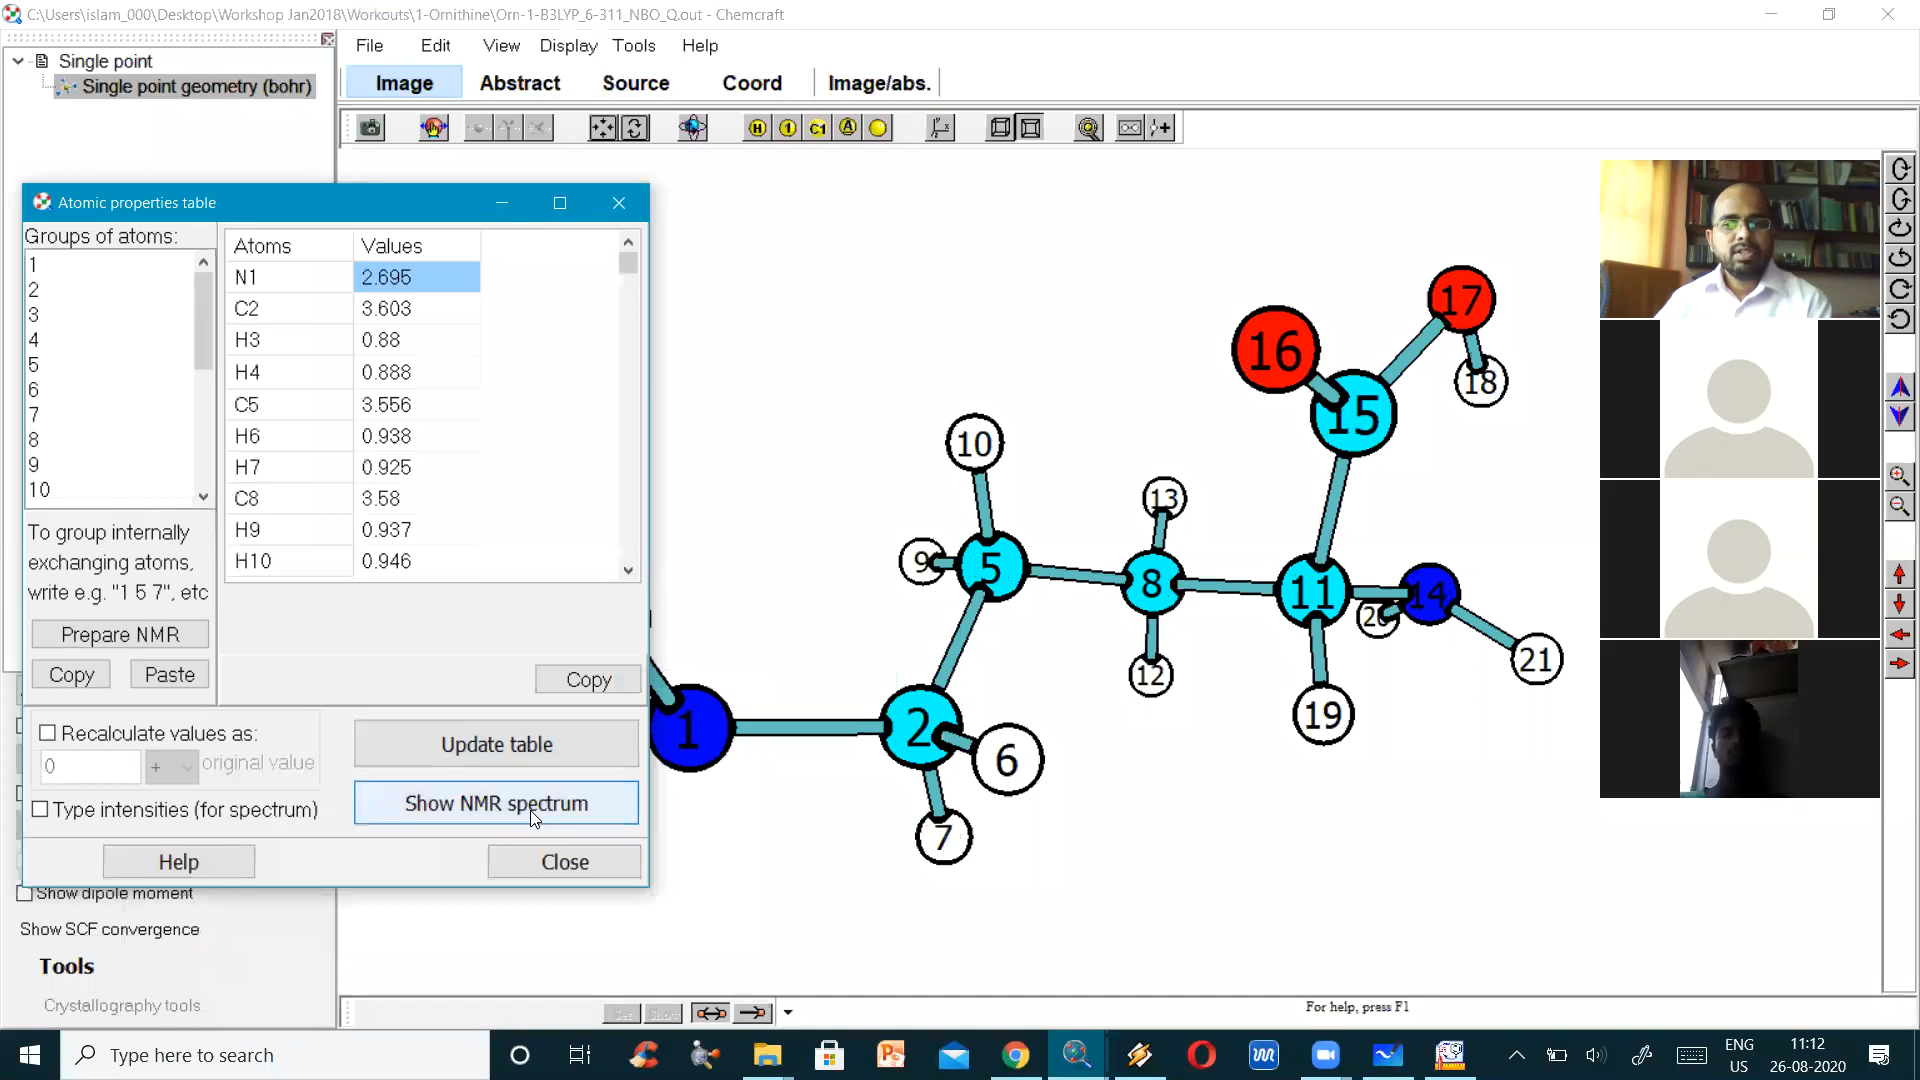 C:\Users\islam_000\Desktop\Workshop Jan2018\Workouts\1-Ornithine\Orn-1-B3LYP_6-311_NBO_Q.out - Chemcraft
Single point
Single point geometry (bohr)
File Edit View Display Tools Help
Image Abstract Source Coord Image/abs.
H 1 C1 A
Atomic properties table
Groups of atoms:
1
2
3
4
5
6
7
8
9
10
To group internally
exchanging atoms,
write e.g. "1 5 7", etc
Prepare NMR
Copy Paste
Atoms Values
N1 2.695
C2 3.603
H3 0.88
H4 0.888
C5 3.556
H6 0.938
H7 0.925
C8 3.58
H9 0.937
H10 0.946
Copy
Recalculate values as:
0 + original value
Type intensities (for spectrum)
Update table
Show NMR spectrum
Help Close
Show dipole moment
Show SCF convergence
Tools
Crystallography tools
17
16
18
15
10
13
9
5
8
11
14
20
21
12
19
1
2
6
7
For help, press F1
Type here to search
ENG
US
11:12
26-08-2020